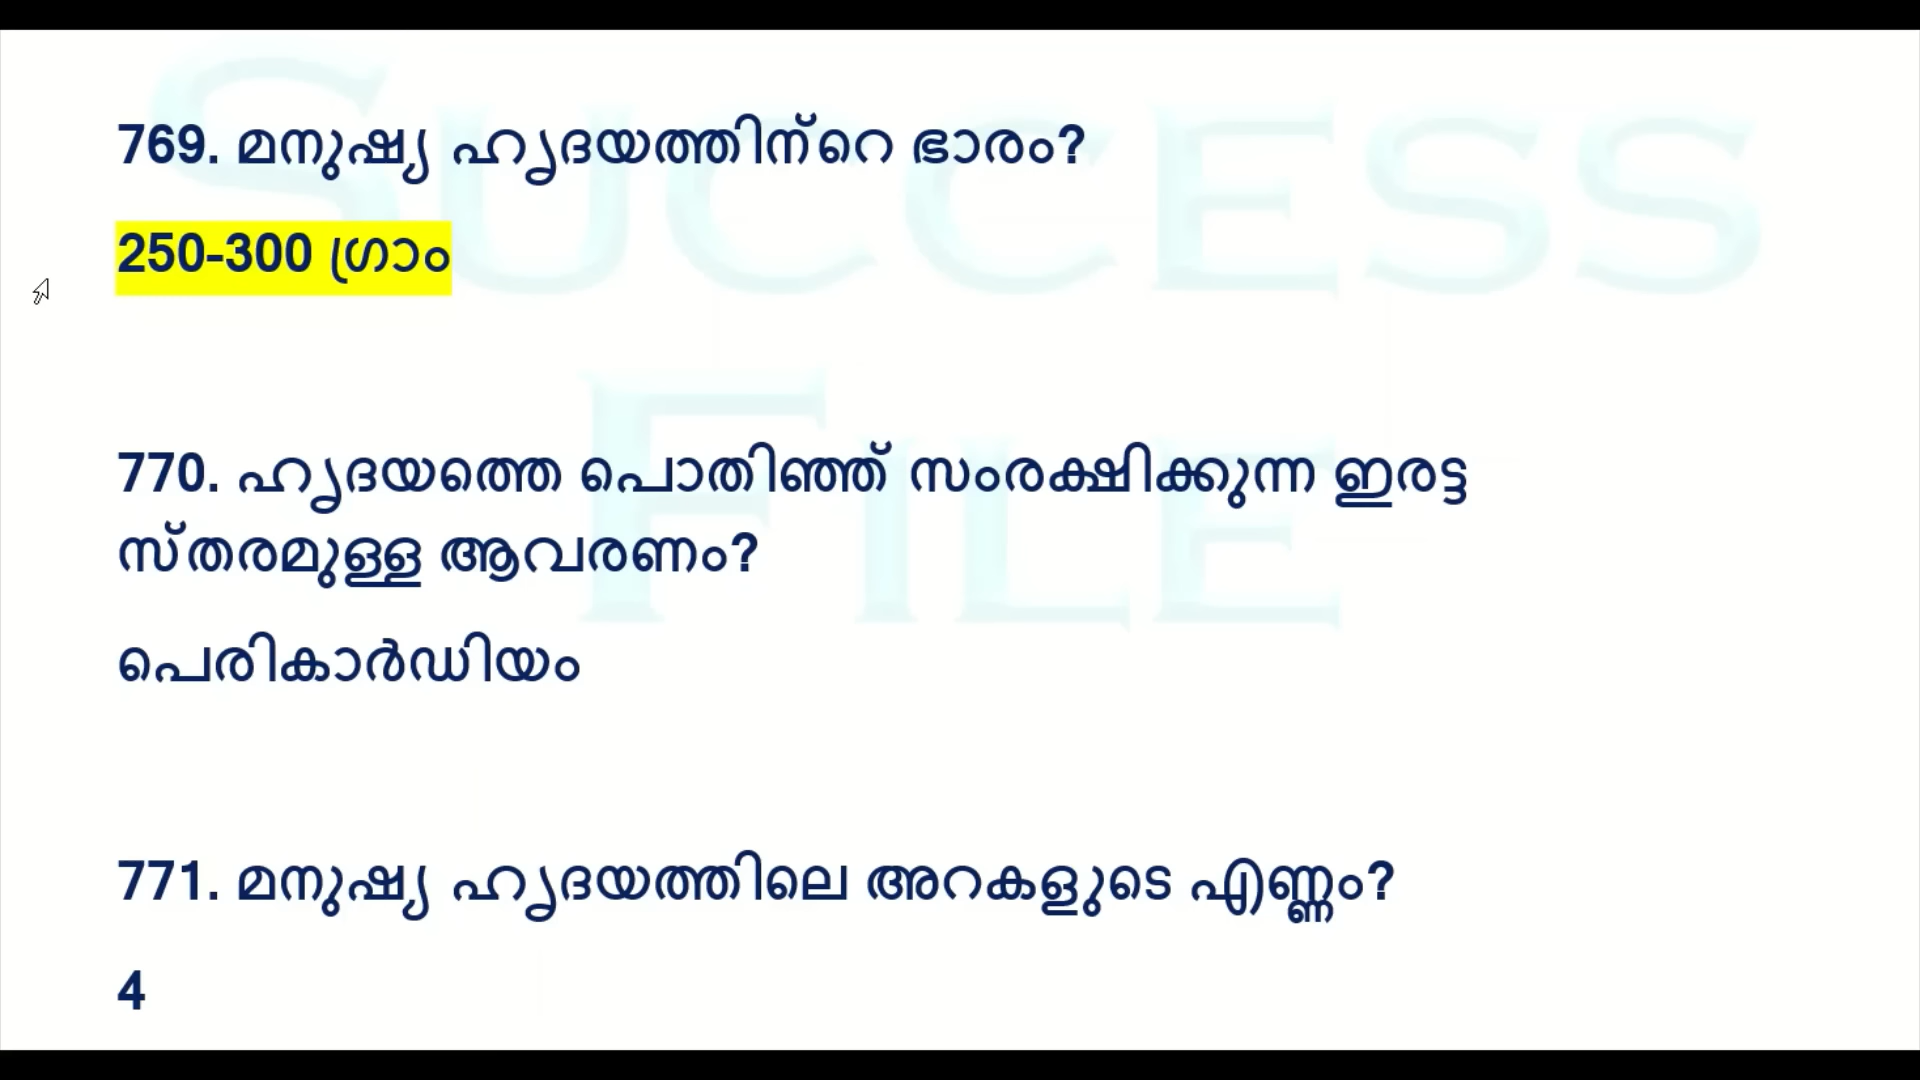 SUCCESS
FILE
769. മനുഷ്യ ഹൃദയത്തിന്റെ ഭാരം?
250-300 ഗ്രാം
770. ഹൃദയത്തെ പൊതിഞ്ഞ് സംരക്ഷിക്കുന്ന ഇരട്ട
സ്തരമുള്ള ആവരണം?
പെരികാർഡിയം
771. മനുഷ്യ ഹൃദയത്തിലെ അറകളുടെ എണ്ണം?
4